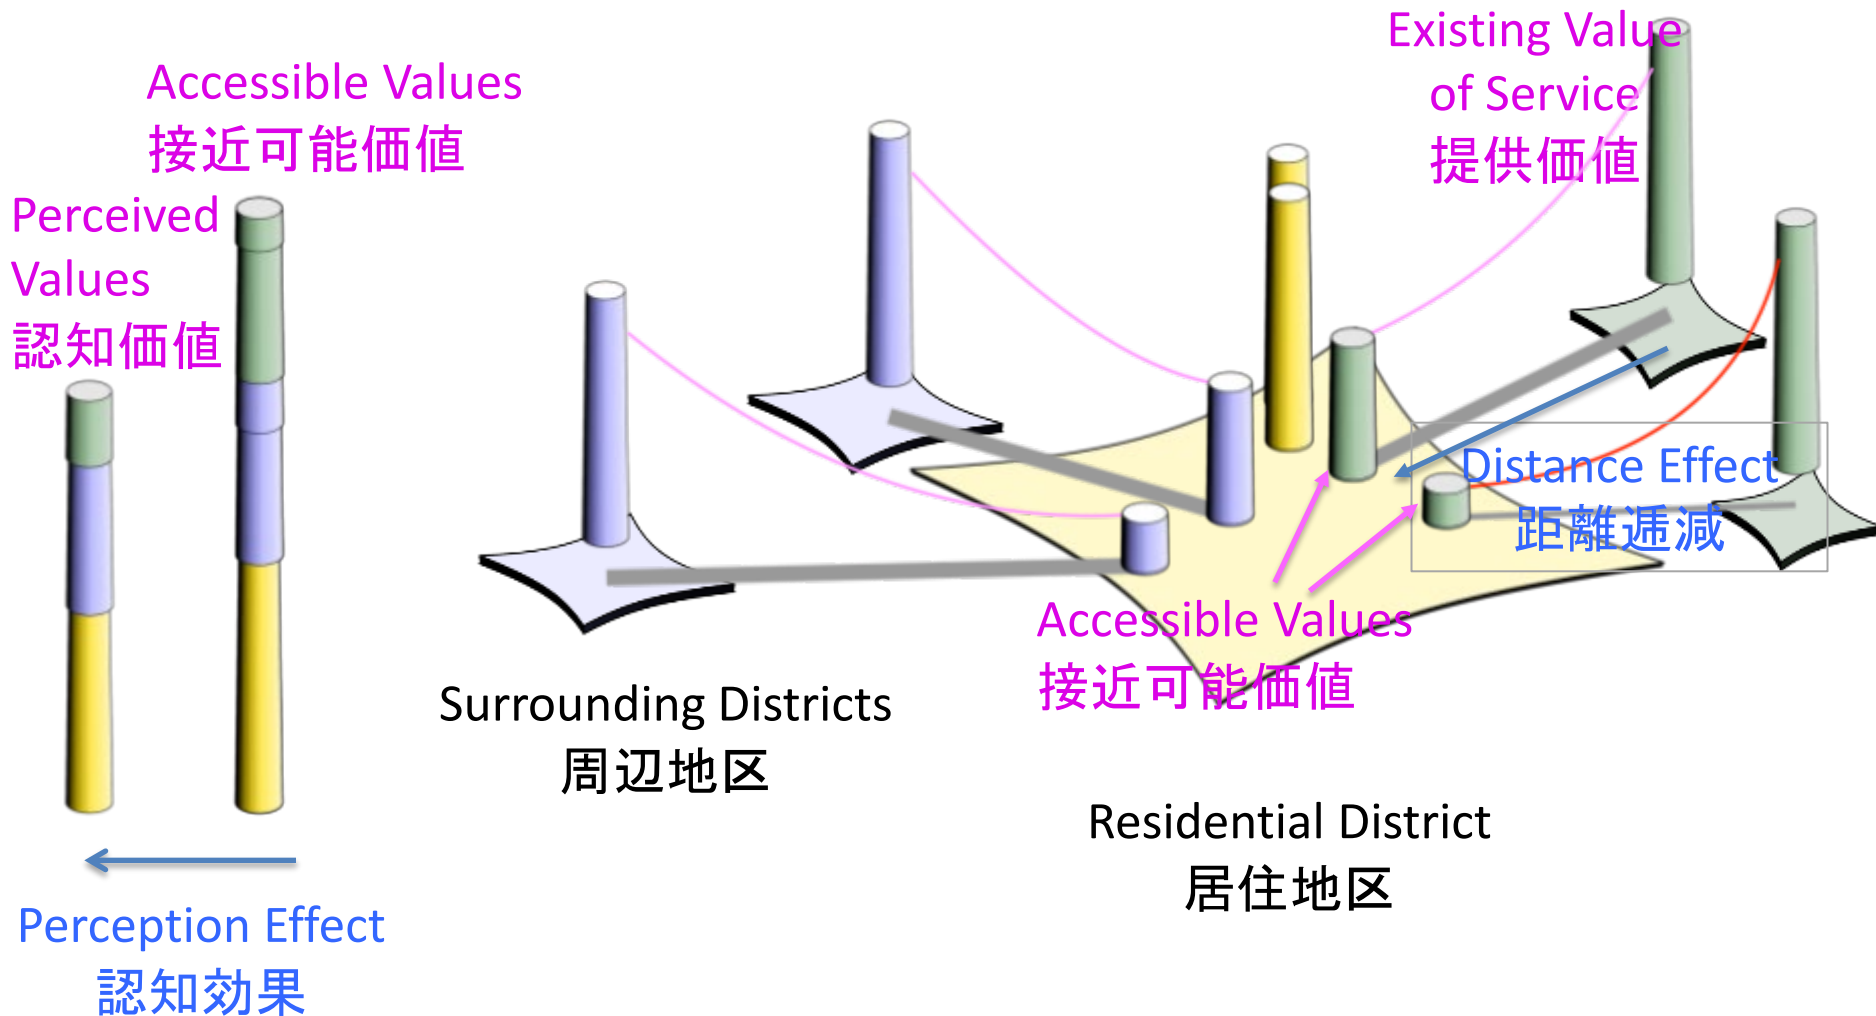 Accessible Values
接近可能価値
Perceived
Values
認知価値
Existing Value
of Service
提供価値
Distance Effect
距離逓減
Accessible Values
接近可能価値
Surrounding Districts
周辺地区
Residential District
居住地区
Perception Effect
認知効果